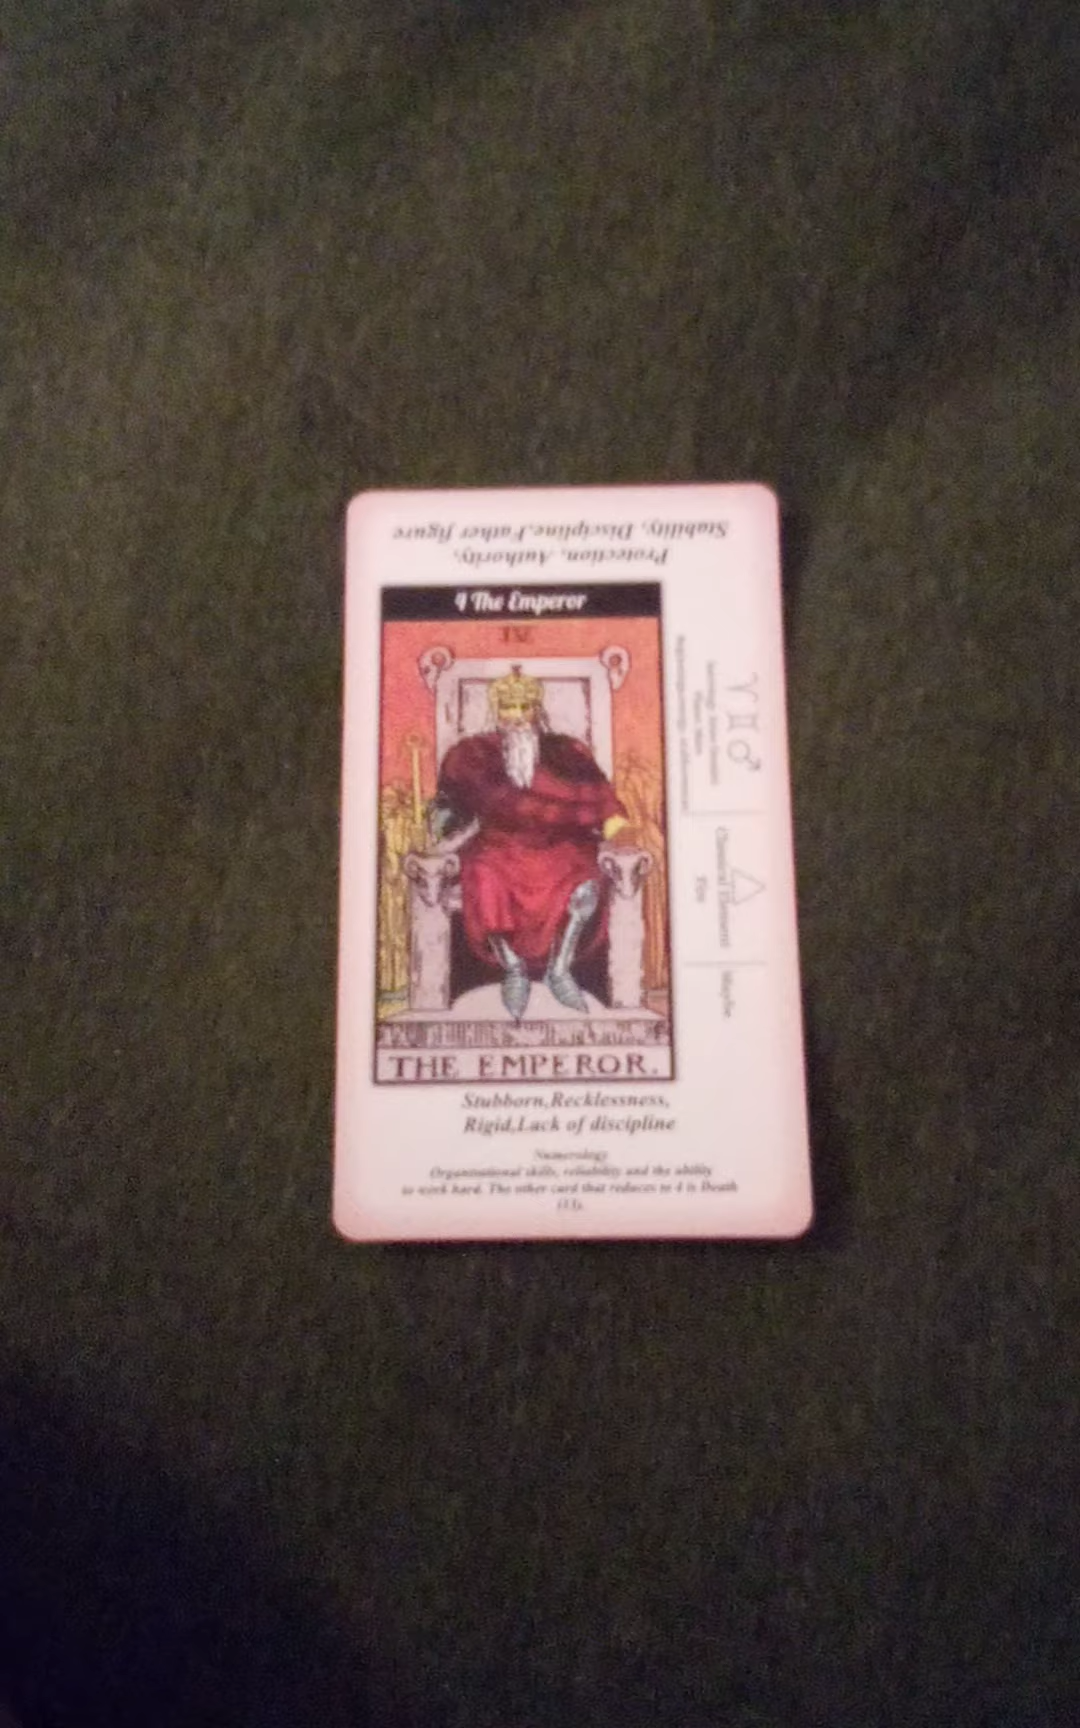 Stability, Discipline,Father figure
Protection, Authority,
4 The Emperor
IV
THE EMPEROR.
Stubborn,Recklessness,
Rigid,Lack of discipline
Numerology
Organizational skills, reliability and the ability
to work hard. The other card that reduces to 4 is Death
(13).
Classical Element
Fire
Maybe